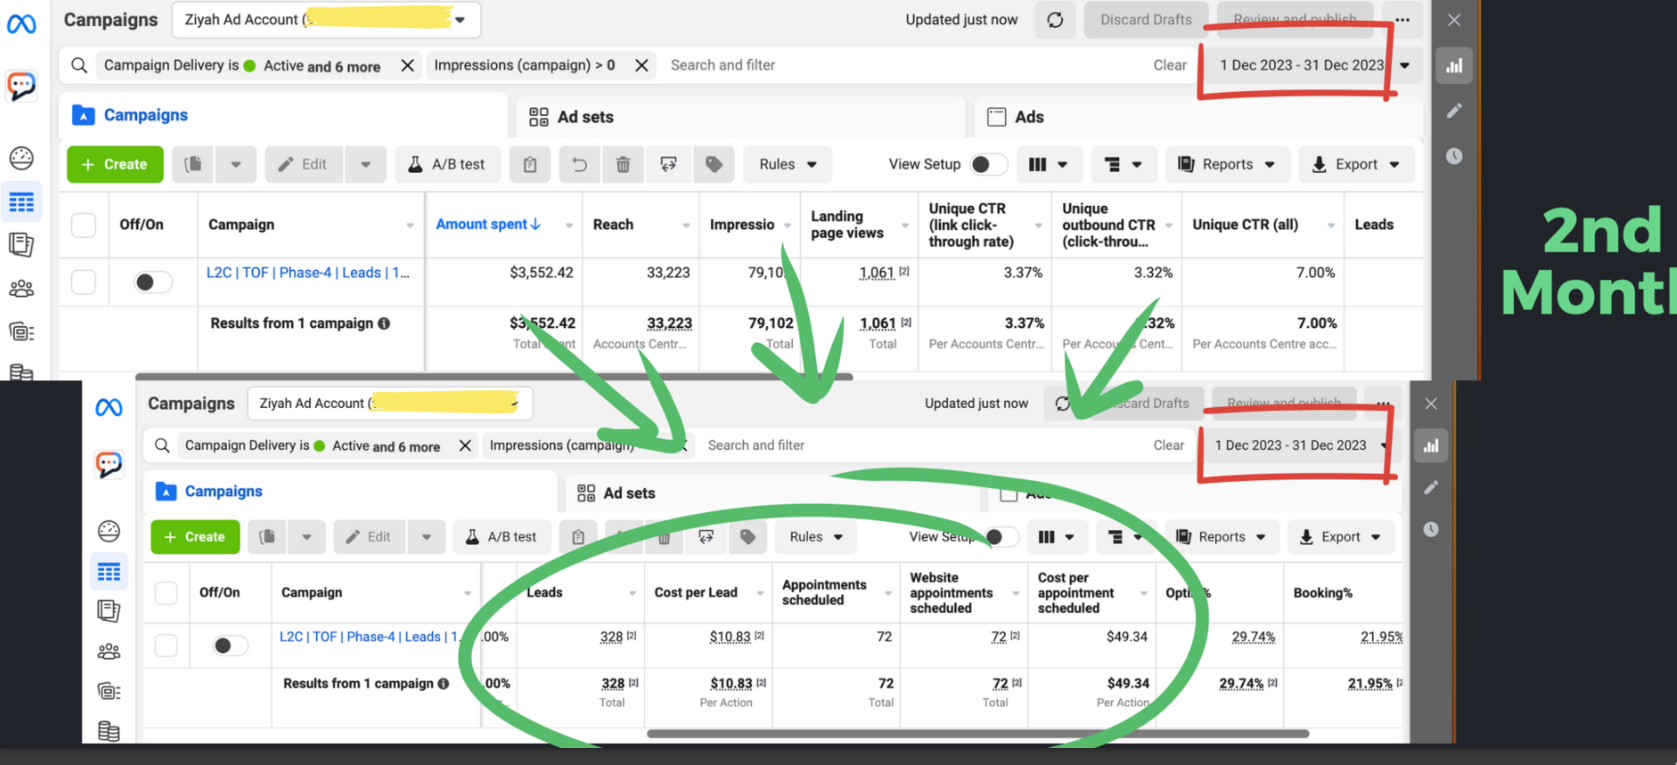 Campaigns Ziyah Ad Account ( Updated just now Discard Drafts Review and publish ...
Campaign Delivery is Active and 6 more Impressions (campaign) > 0 Search and filter Clear 1 Dec 2023 - 31 Dec 2023
Campaigns Ad sets Ads
+ Create Edit A/B test Rules View Setup Reports Export
Off/On Campaign Amount spent↓ Reach Impressio Landing page views Unique CTR (link click-through rate) Unique outbound CTR (click-throu... Unique CTR (all) Leads
L2C | TOF | Phase-4 | Leads | 1... $3,552.42 33,223 79,10 1,061 [2] 3.37% 3.32% 7.00%
Results from 1 campaign $3,552.42 33,223 79,102 1,061 [2] 3.37% .32% 7.00%
Total Accounts Centr... Total Total Per Accounts Centr... Per Accounts Cent... Per Accounts Centre acc...
2nd
Mont
Campaigns Ziyah Ad Account ( Updated just now Discard Drafts Review and publish ...
Campaign Delivery is Active and 6 more Impressions (campaign) Search and filter Clear 1 Dec 2023 - 31 Dec 2023
Campaigns Ad sets
+ Create Edit A/B test Rules View Setup Reports Export
Off/On Campaign Leads Cost per Lead Appointments scheduled Website appointments scheduled Cost per appointment scheduled Booking%
L2C | TOF | Phase-4 | Leads | 1. .00% 328 [2] $10.83 [2] 72 72 [2] $49.34 29.74% 21.95%
Results from 1 campaign .00% 328 [2] $10.83 [2] 72 72 [2] $49.34 29.74% [2] 21.95% [2
Total Per Action Total Total Per Action